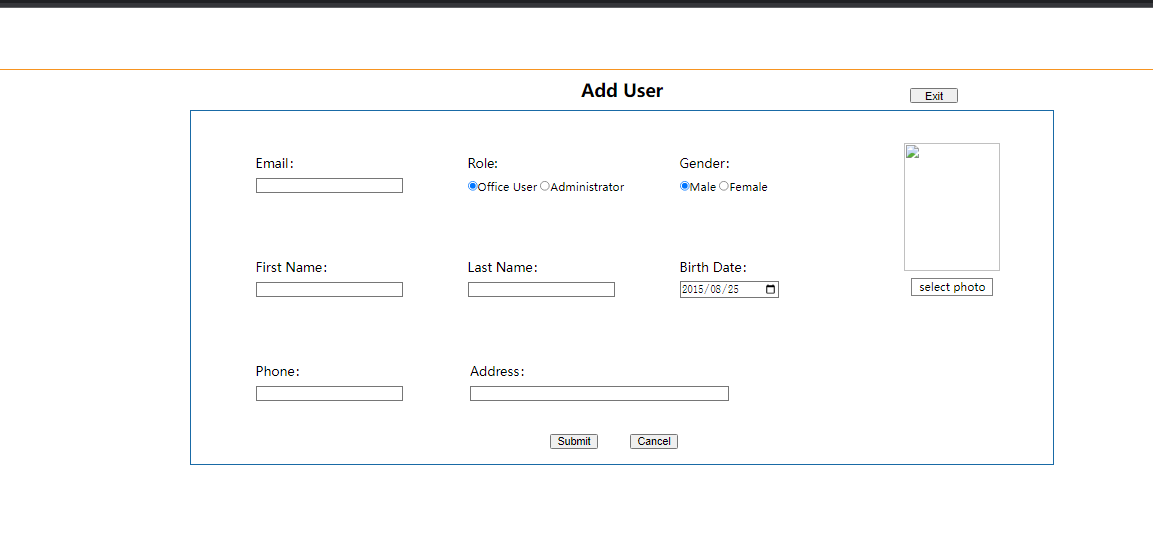 Add User
Exit
Email:
Role:
Gender:
Office User Administrator
Male Female
First Name:
Last Name:
Birth Date:
2015/08/25
select photo
Phone:
Address:
Submit
Cancel